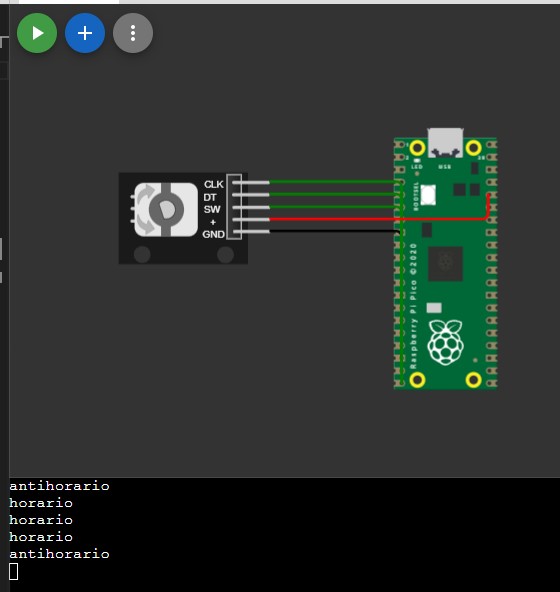 CLK
DT
SW
+
GND
LED
USB
BOOTSEL
Raspberry Pi Pico ©2020
antihorario
horario
horario
horario
antihorario